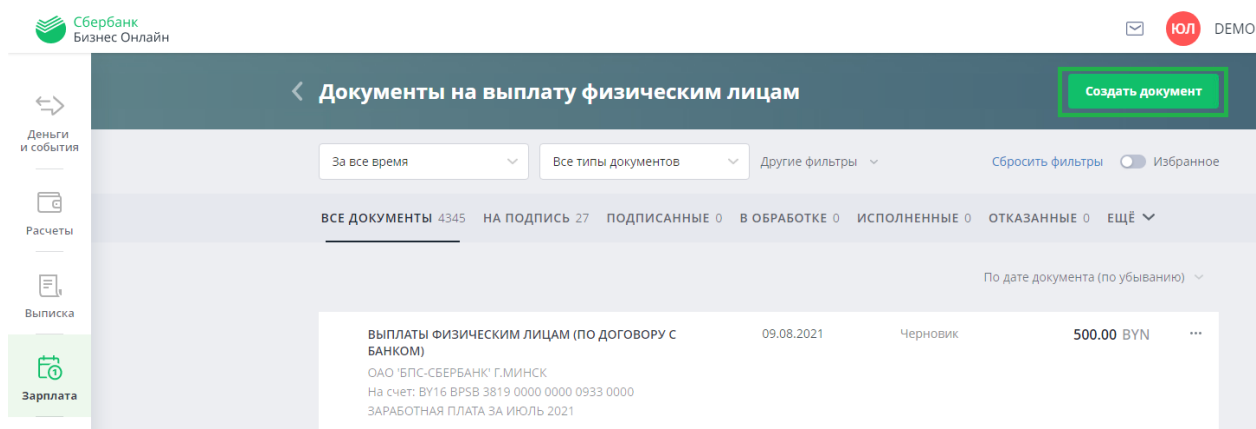 Сбербанк
Бизнес Онлайн
ЮЛ DEMO
Документы на выплату физическим лицам
Создать документ
Деньги
и события
За все время
Все типы документов
Другие фильтры
Сбросить фильтры
Избранное
Расчеты
ВСЕ ДОКУМЕНТЫ 4345 НА ПОДПИСЬ 27 ПОДПИСАННЫЕ 0 В ОБРАБОТКЕ 0 ИСПОЛНЕННЫЕ 0 ОТКАЗАННЫЕ 0 ЕЩЁ
По дате документа (по убыванию)
Выписка
Зарплата
1
ВЫПЛАТЫ ФИЗИЧЕСКИМ ЛИЦАМ (ПО ДОГОВОРУ С
БАНКОМ)
09.08.2021
Черновик
500.00 BYN
ОАО 'БПС-СБЕРБАНК' Г.МИНСК
На счет: BY16 BPSB 3819 0000 0000 0933 0000
ЗАРАБОТНАЯ ПЛАТА ЗА ИЮЛЬ 2021